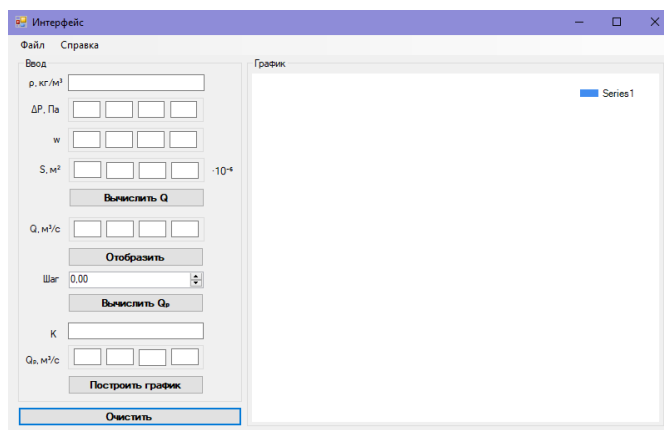 Интерфейс
Файл Справка
Ввод
График
ρ, кг/м³
Series1
ΔP, Па
w
S, м²
·10⁻⁶
Вычислить Q
Q, м³/с
Отобразить
Шаг 0,00
Вычислить Qₚ
K
Qₚ, м³/с
Построить график
Очистить